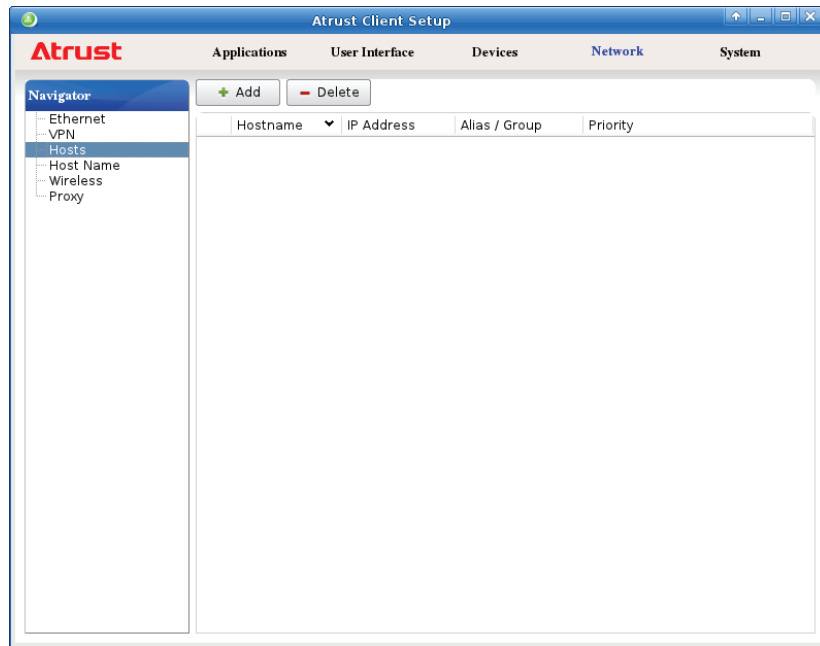 Atrust Client Setup
Atrust Applications User Interface Devices Network System
Navigator
Ethernet
VPN
Hosts
Host Name
Wireless
Proxy
Add Delete
Hostname IP Address Alias / Group Priority